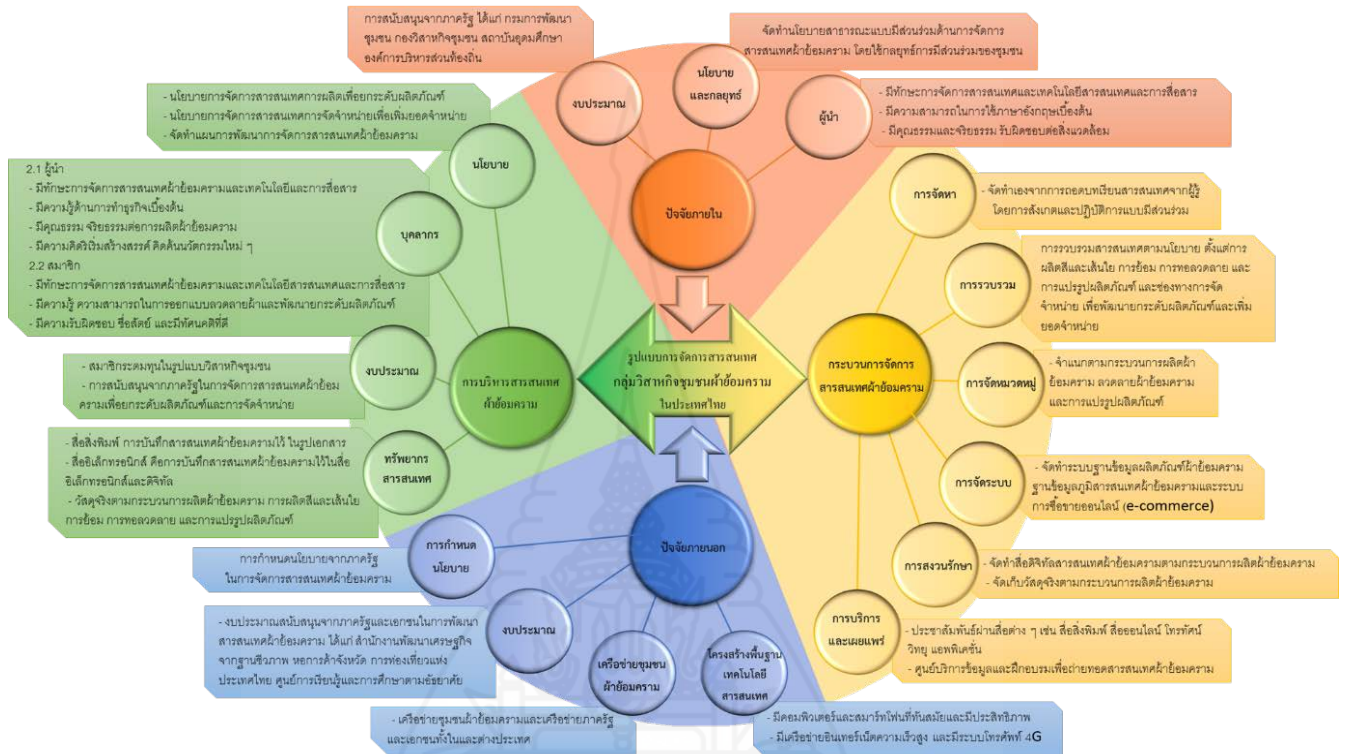 การสนับสนุนจากภาครัฐ ได้แก่ กรมการพัฒนา
ชุมชน กองวิสาหกิจชุมชน สถาบันอุดมศึกษา
องค์การบริหารส่วนท้องถิ่น
จัดทำนโยบายสาธารณะแบบมีส่วนร่วมด้านการจัดการ
สารสนเทศผ้าย้อมคราม โดยใช้กลยุทธ์การมีส่วนร่วมของชุมชน
- มีทักษะการจัดการสารสนเทศและเทคโนโลยีสารสนเทศและการสื่อสาร
- มีความสามารถในการใช้ภาษาอังกฤษเบื้องต้น
- มีคุณธรรมและจริยธรรม รับผิดชอบต่อสิ่งแวดล้อม
งบประมาณ
นโยบาย
และกลยุทธ์
ผู้นำ
ปัจจัยภายใน
- นโยบายการจัดการสารสนเทศการผลิตเพื่อยกระดับผลิตภัณฑ์
- นโยบายการจัดการสารสนเทศการจัดจำหน่ายเพื่อเพิ่มยอดจำหน่าย
- จัดทำแผนการพัฒนาการจัดการสารสนเทศผ้าย้อมคราม
นโยบาย
2.1 ผู้นำ
- มีทักษะการจัดการสารสนเทศผ้าย้อมครามและเทคโนโลยีและการสื่อสาร
- มีความรู้ด้านการทำธุรกิจเบื้องต้น
- มีคุณธรรม จริยธรรมต่อการผลิตผ้าย้อมคราม
- มีความคิดริเริ่มสร้างสรรค์ คิดค้นนวัตกรรมใหม่ ๆ
2.2 สมาชิก
- มีทักษะการจัดการสารสนเทศผ้าย้อมครามและเทคโนโลยีสารสนเทศและการสื่อสาร
- มีความรู้ ความสามารถในการออกแบบลวดลายผ้าและพัฒนายกระดับผลิตภัณฑ์
- มีความรับผิดชอบ ซื่อสัตย์ และมีทัศนคติที่ดี
บุคลากร
- สมาชิกระดมทุนในรูปแบบวิสาหกิจชุมชน
- การสนับสนุนจากภาครัฐในการจัดการสารสนเทศผ้าย้อม
ครามเพื่อยกระดับผลิตภัณฑ์และการจัดจำหน่าย
งบประมาณ
- สื่อสิ่งพิมพ์ การบันทึกสารสนเทศผ้าย้อมครามไว้ ในรูปเอกสาร
- สื่ออิเล็กทรอนิกส์ คือการบันทึกสารสนเทศผ้าย้อมครามไว้ในสื่อ
อิเล็กทรอนิกส์และดิจิทัล
- วัสดุจริงตามกระบวนการผลิตผ้าย้อมคราม การผลิตสีและเส้นใย
การย้อม การทอลวดลาย และการแปรรูปผลิตภัณฑ์
ทรัพยากร
สารสนเทศ
การบริหารสารสนเทศ
ผ้าย้อมคราม
รูปแบบการจัดการสารสนเทศ
กลุ่มวิสาหกิจชุมชนผ้าย้อมคราม
ในประเทศไทย
กระบวนการจัดการ
สารสนเทศผ้าย้อมคราม
การจัดหา
- จัดทำเองจากการถอดบทเรียนสารสนเทศจากผู้รู้
โดยการสังเกตและปฏิบัติการแบบมีส่วนร่วม
การรวบรวม
การรวบรวมสารสนเทศตามนโยบาย ตั้งแต่การ
ผลิตสีและเส้นใย การย้อม การทอลวดลาย และ
การแปรรูปผลิตภัณฑ์ และช่องทางการจัด
จำหน่าย เพื่อพัฒนายกระดับผลิตภัณฑ์และเพิ่ม
ยอดจำหน่าย
การจัดหมวดหมู่
- จำแนกตามกระบวนการผลิตผ้า
ย้อมคราม ลวดลายผ้าย้อมคราม
และการแปรรูปผลิตภัณฑ์
การจัดระบบ
- จัดทำระบบฐานข้อมูลผลิตภัณฑ์ผ้าย้อมคราม
ฐานข้อมูลภูมิสารสนเทศผ้าย้อมครามและระบบ
การซื้อขายออนไลน์ (e-commerce)
การสงวนรักษา
- จัดทำสื่อดิจิทัลสารสนเทศผ้าย้อมครามตามกระบวนการผลิตผ้าย้อมคราม
- จัดเก็บวัสดุจริงตามกระบวนการผลิตผ้าย้อมคราม
การบริการ
และเผยแพร่
- ประชาสัมพันธ์ผ่านสื่อต่าง ๆ เช่น สื่อสิ่งพิมพ์ สื่อออนไลน์ โทรทัศน์
วิทยุ แอพพิเคชั่น
- ศูนย์บริการข้อมูลและฝึกอบรมเพื่อถ่ายทอดสารสนเทศผ้าย้อมคราม
ปัจจัยภายนอก
การกำหนด
นโยบาย
การกำหนดนโยบายจากภาครัฐ
ในการจัดการสารสนเทศผ้าย้อมคราม
งบประมาณ
- งบประมาณสนับสนุนจากภาครัฐและเอกชนในการพัฒนา
สารสนเทศผ้าย้อมคราม ได้แก่ สำนักงานพัฒนาเศรษฐกิจ
จากฐานชีวภาพ หอการค้าจังหวัด การท่องเที่ยวแห่ง
ประเทศไทย ศูนย์การเรียนรู้และการศึกษาตามอัธยาศัย
เครือข่ายชุมชน
ผ้าย้อมคราม
- เครือข่ายชุมชนผ้าย้อมครามและเครือข่ายภาครัฐ
และเอกชนทั้งในและต่างประเทศ
โครงสร้างพื้นฐาน
เทคโนโลยี
สารสนเทศ
- มีคอมพิวเตอร์และสมาร์ทโฟนที่ทันสมัยและมีประสิทธิภาพ
- มีเครือข่ายอินเทอร์เน็ตความเร็วสูง และมีระบบโทรศัพท์ 4G